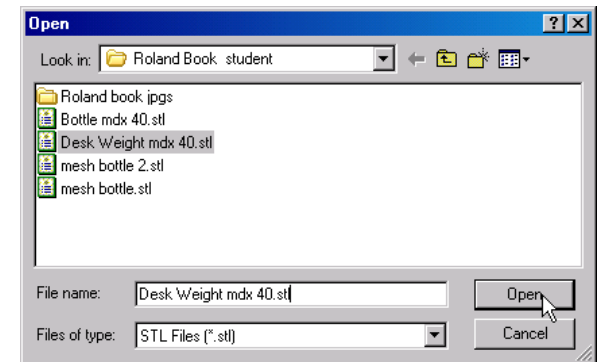 Open
Look in: Roland Book student
Roland book jpgs
Bottle mdx 40.stl
Desk Weight mdx 40.stl
mesh bottle 2.stl
mesh bottle.stl
File name: Desk Weight mdx 40.stl Open
Files of type: STL Files (*.stl) Cancel